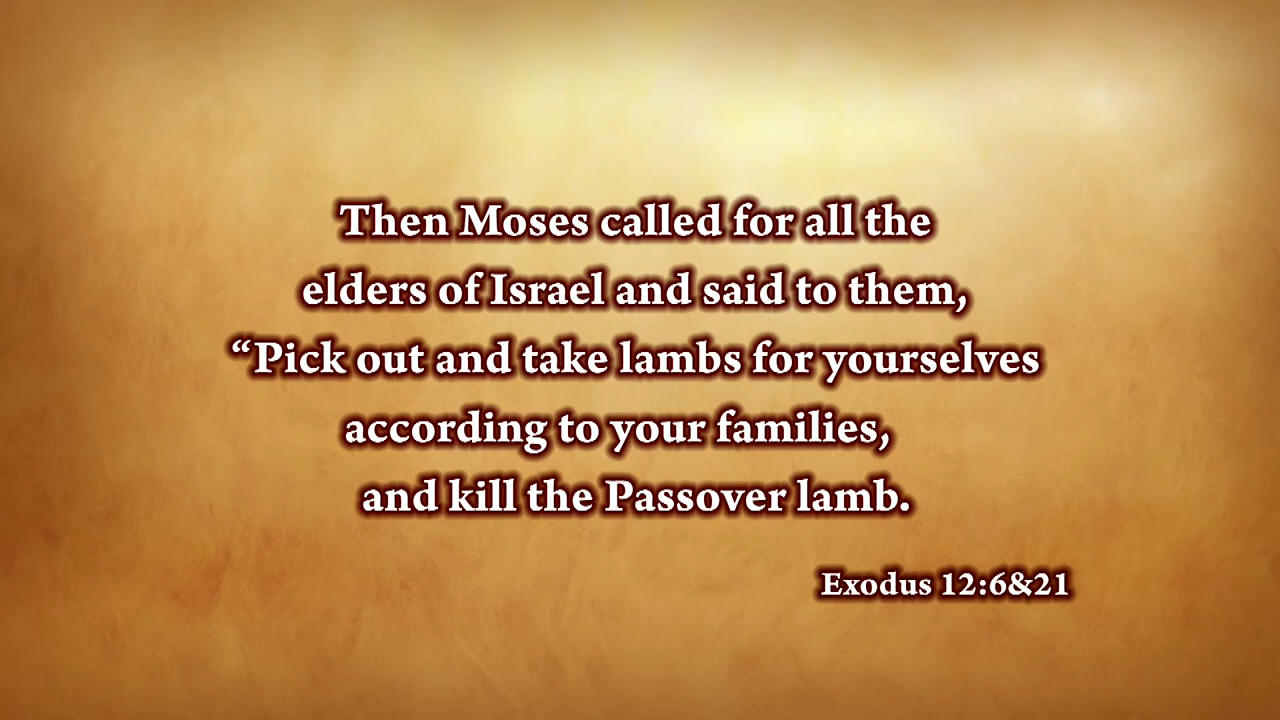 Then Moses called for all the
elders of Israel and said to them,
“Pick out and take lambs for yourselves
according to your families,
and kill the Passover lamb.
Exodus 12:6&21